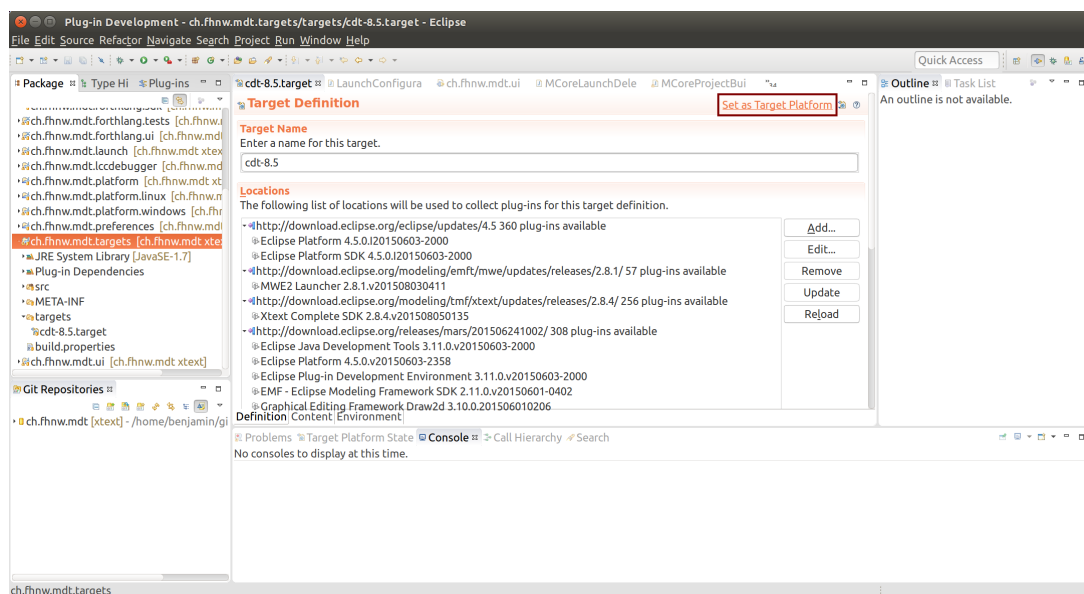 Plug-in Development - ch.fhnw.mdt.targets/targets/cdt-8.5.target - Eclipse
File Edit Source Refactor Navigate Search Project Run Window Help
Quick Access
Package Type Hi Plug-ins
ch.fhnw.mdt.forthlang.sdk [ch.fhnw.m
ch.fhnw.mdt.forthlang.tests [ch.fhnw.
ch.fhnw.mdt.forthlang.ui [ch.fhnw.md
ch.fhnw.mdt.launch [ch.fhnw.mdt xtex
ch.fhnw.mdt.lccdebugger [ch.fhnw.md
ch.fhnw.mdt.platform [ch.fhnw.mdt xt
ch.fhnw.mdt.platform.linux [ch.fhnw.m
ch.fhnw.mdt.platform.windows [ch.fhr
ch.fhnw.mdt.preferences [ch.fhnw.md
ch.fhnw.mdt.targets [ch.fhnw.mdt xte
JRE System Library [JavaSE-1.7]
Plug-in Dependencies
src
META-INF
targets
cdt-8.5.target
build.properties
ch.fhnw.mdt.ui [ch.fhnw.mdt xtext]
Git Repositories
ch.fhnw.mdt [xtext] - /home/benjamin/gi
cdt-8.5.target LaunchConfigura ch.fhnw.mdt.ui MCoreLaunchDele MCoreProjectBui
Target Definition
Set as Target Platform
Target Name
Enter a name for this target.
cdt-8.5
Locations
The following list of locations will be used to collect plug-ins for this target definition.
http://download.eclipse.org/eclipse/updates/4.5 360 plug-ins available
Eclipse Platform 4.5.0.I20150603-2000
Eclipse Platform SDK 4.5.0.I20150603-2000
http://download.eclipse.org/modeling/emft/mwe/updates/releases/2.8.1/ 57 plug-ins available
MWE2 Launcher 2.8.1.v201508030411
http://download.eclipse.org/modeling/tmf/xtext/updates/releases/2.8.4/ 256 plug-ins available
Xtext Complete SDK 2.8.4.v201508050135
http://download.eclipse.org/releases/mars/201506241002/ 308 plug-ins available
Eclipse Java Development Tools 3.11.0.v20150603-2000
Eclipse Platform 4.5.0.v20150603-2358
Eclipse Plug-in Development Environment 3.11.0.v20150603-2000
EMF - Eclipse Modeling Framework SDK 2.11.0.v20150601-0402
Graphical Editing Framework Draw2d 3.10.0.201506010206
Add...
Edit...
Remove
Update
Reload
Definition Content Environment
Outline Task List
An outline is not available.
Problems Target Platform State Console Call Hierarchy Search
No consoles to display at this time.
ch.fhnw.mdt.targets